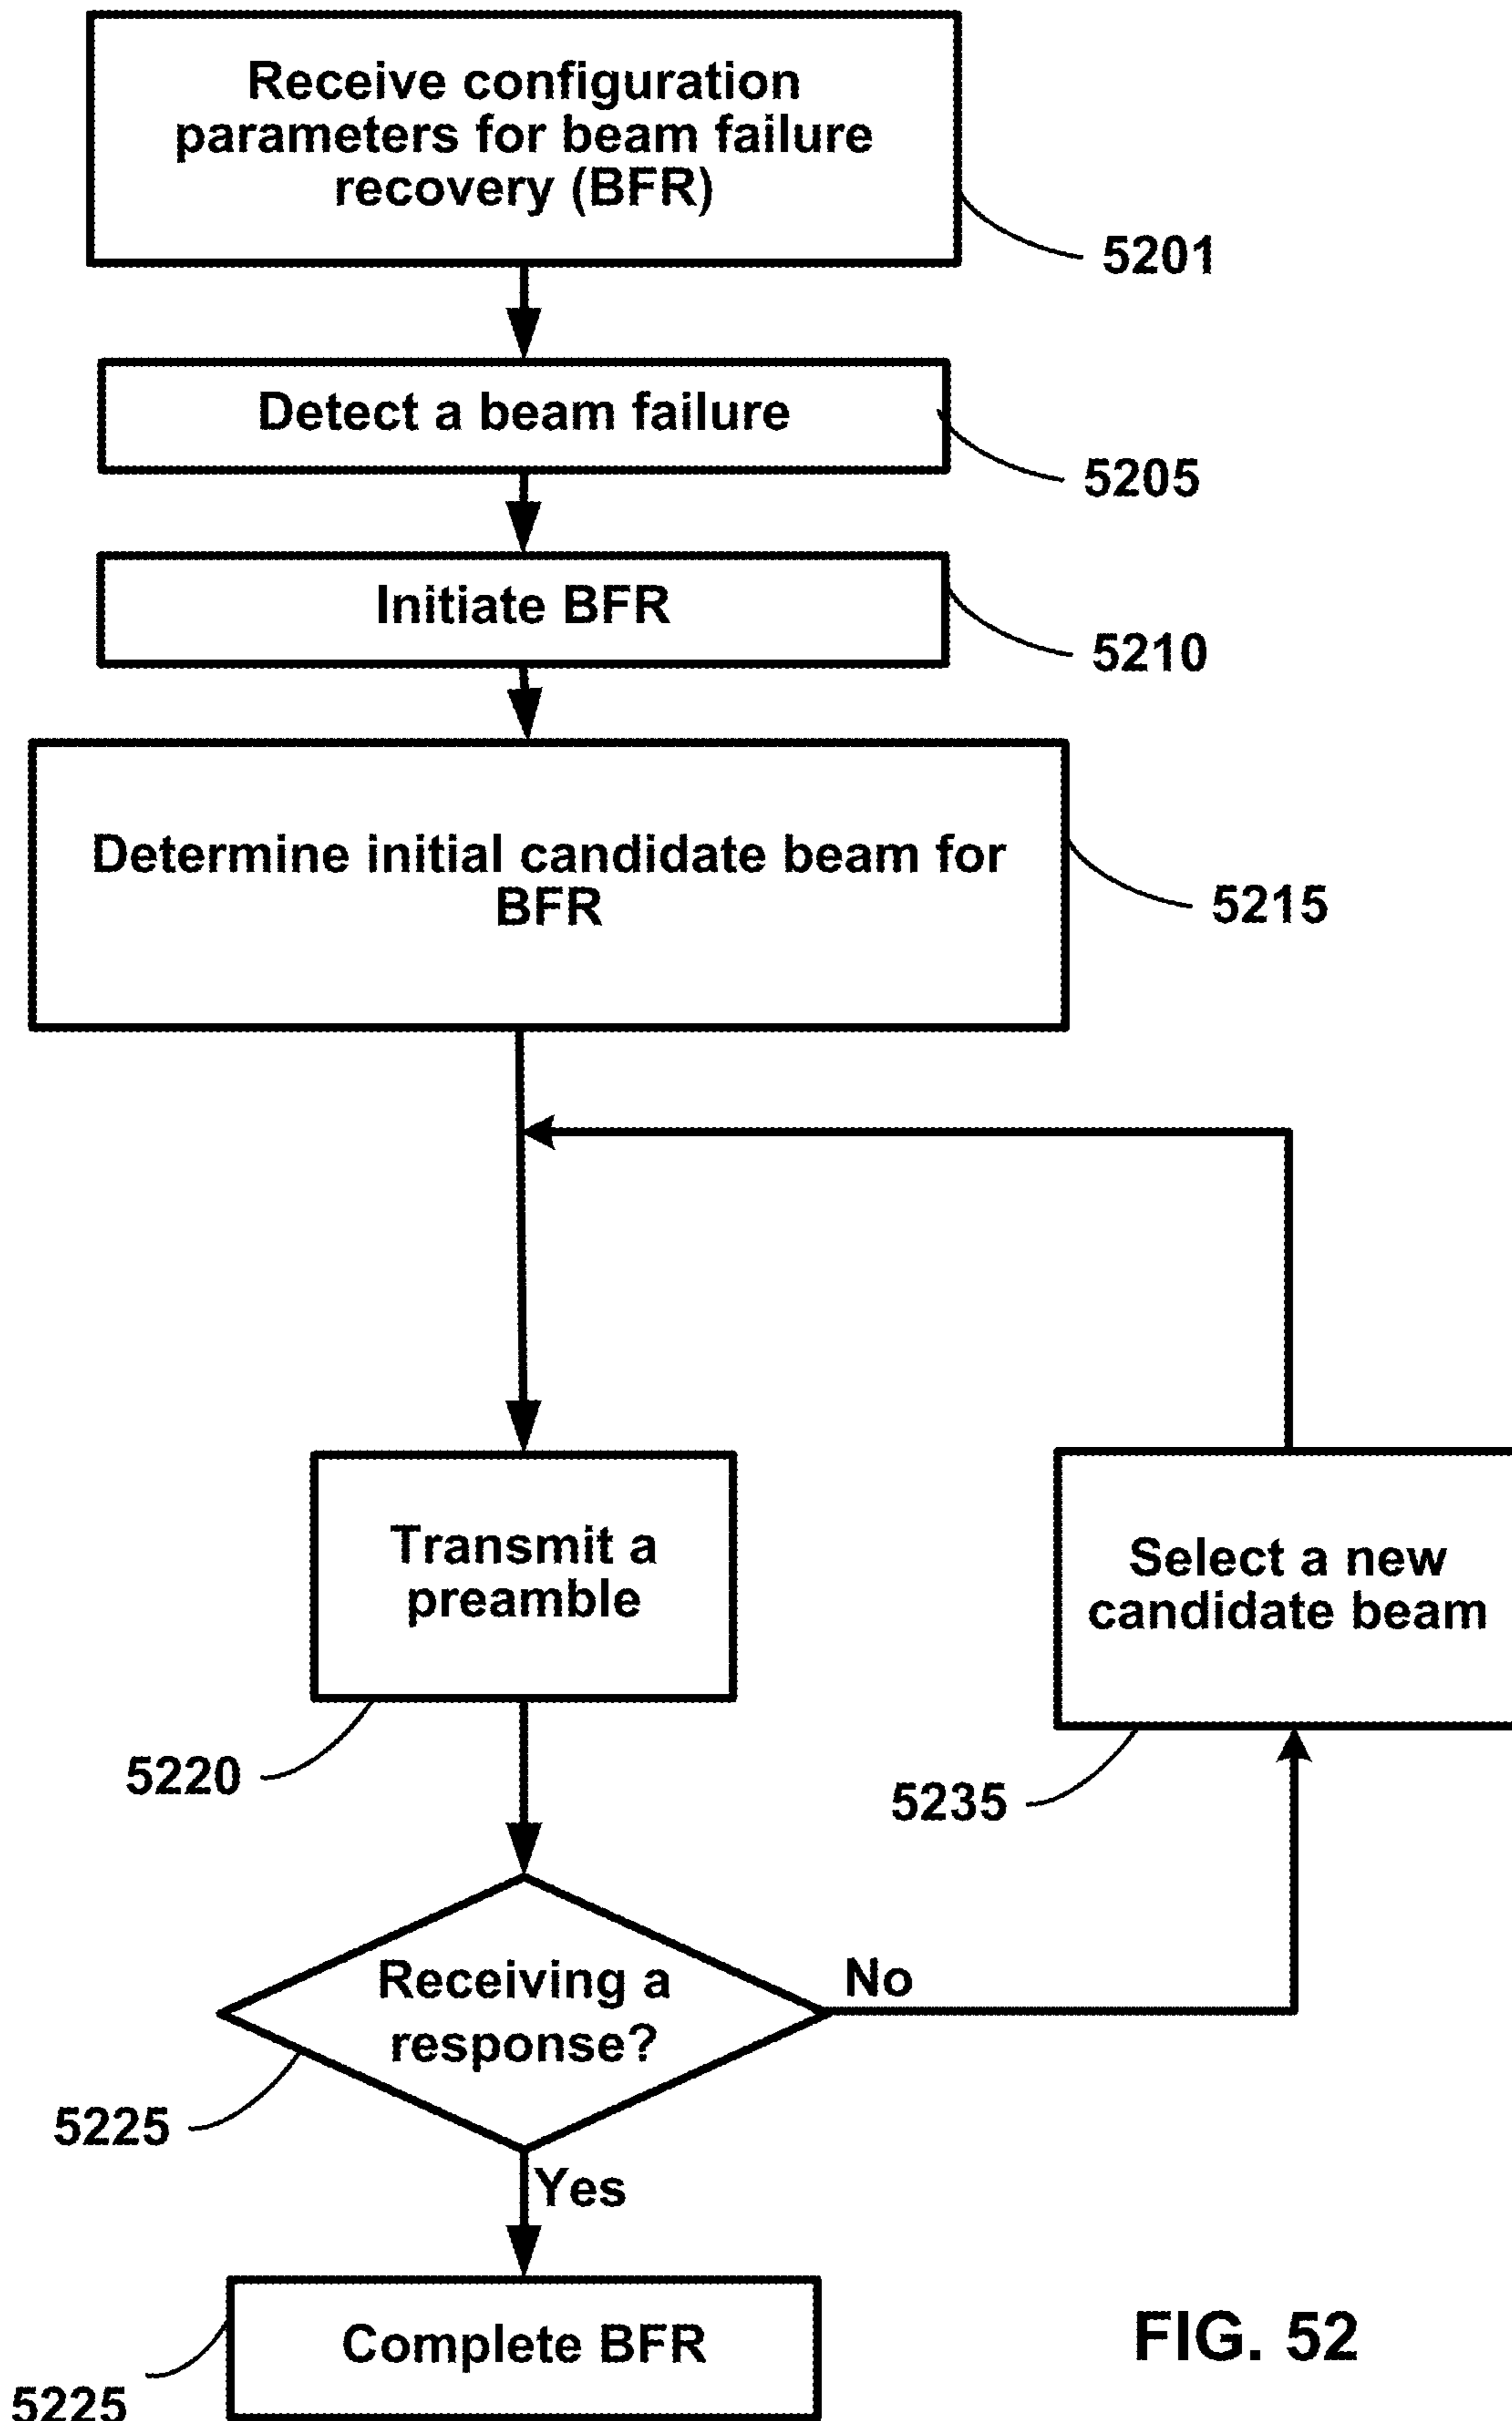 Receive configuration
parameters for beam failure
recovery (BFR)
5201
Detect a beam failure
5205
Initiate BFR
5210
Determine initial candidate beam for
BFR
5215
Transmit a
preamble
5220
Select a new
candidate beam
5235
Receiving a
response?
No
5225
Yes
Complete BFR
5225
FIG. 52